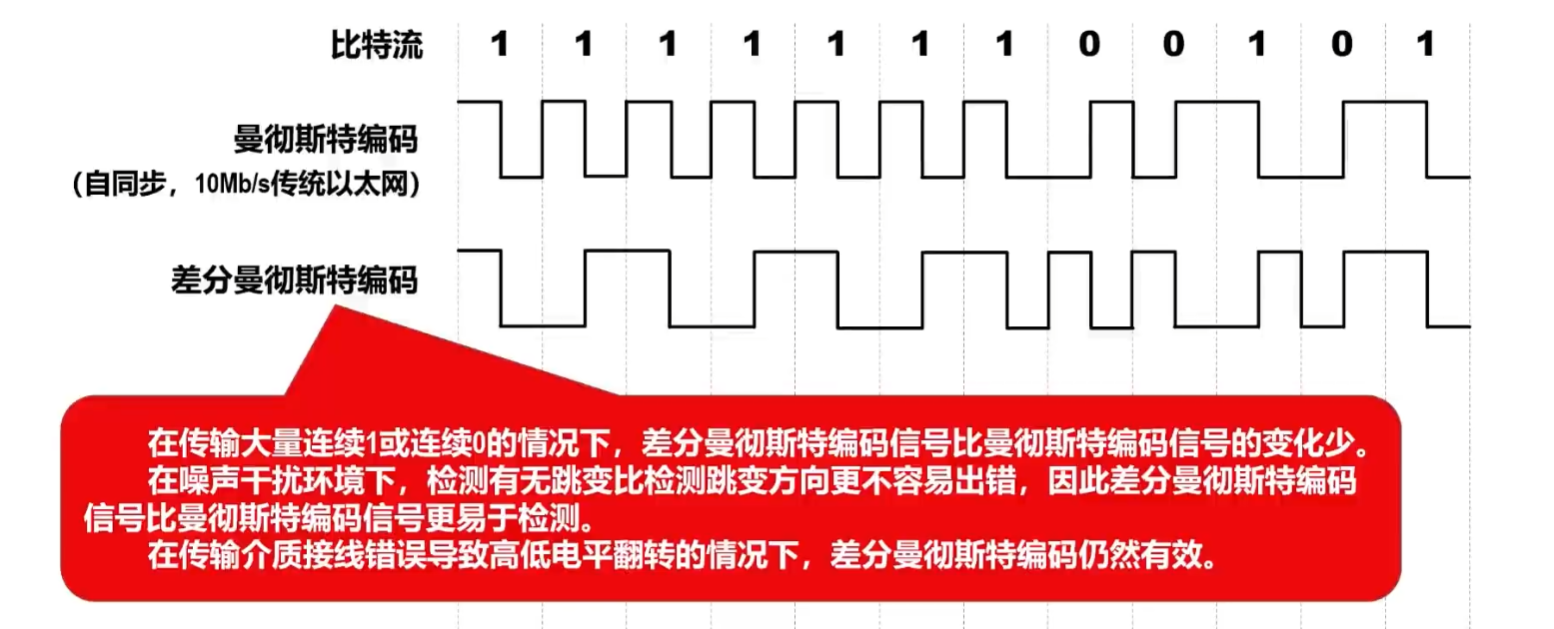 比特流 1 1 1 1 1 1 1 0 0 1 0 1
曼彻斯特编码
(自同步，10Mb/s传统以太网)
差分曼彻斯特编码
在传输大量连续1或连续0的情况下，差分曼彻斯特编码信号比曼彻斯特编码信号的变化少。
在噪声干扰环境下，检测有无跳变比检测跳变方向更不容易出错，因此差分曼彻斯特编码
信号比曼彻斯特编码信号更易于检测。
在传输介质接线错误导致高低电平翻转的情况下，差分曼彻斯特编码仍然有效。